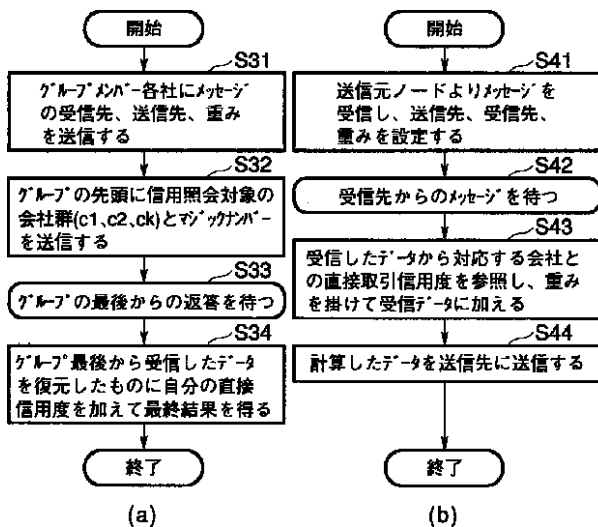 開始
S31
グループメンバー各社にメッセージ
の受信先、送信先、重み
を送信する
S32
グループの先頭に信用照会対象の
会社群(c1、c2、ck)とマジックナンバー
を送信する
S33
グループの最後からの返答を待つ
S34
グループ最後から受信したデータ
を復元したものに自分の直接
信用度を加えて最終結果を得る
終了
(a)
開始
S41
送信元ノードよりメッセージを
受信し、送信先、受信先、
重みを設定する
S42
受信先からのメッセージを待つ
S43
受信したデータから対応する会社と
の直接取引信用度を参照し、重み
を掛けて受信データに加える
S44
計算したデータを送信先に送信する
終了
(b)